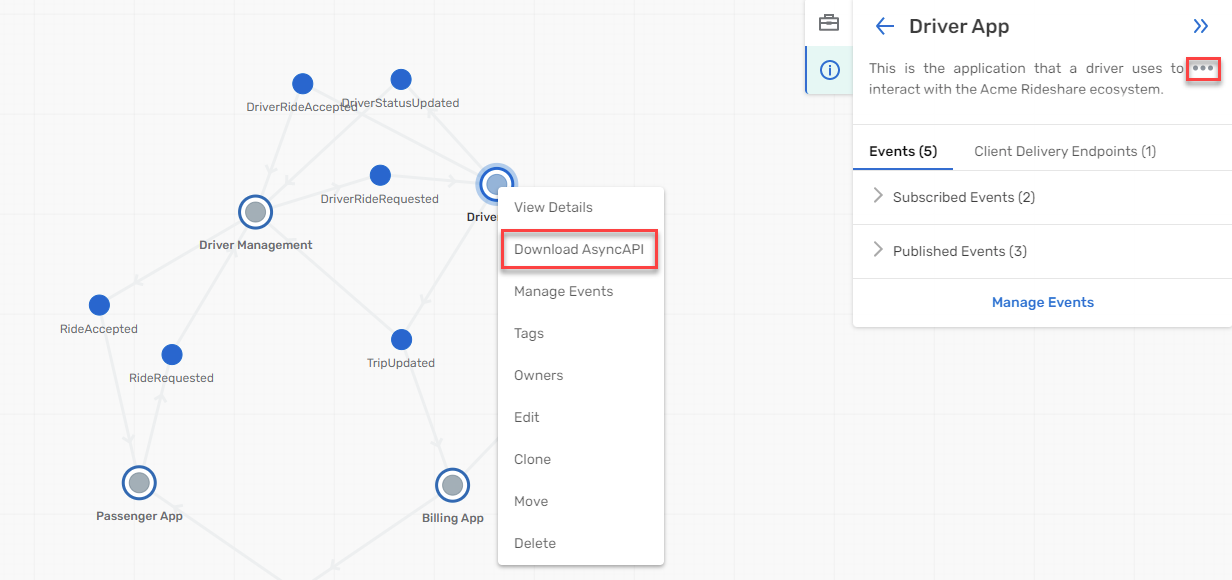 DriverRideAccepted
DriverStatusUpdated
DriverRideRequested
Driver Management
Drive
RideAccepted
RideRequested
TripUpdated
Passenger App
Billing App
View Details
Download AsyncAPI
Manage Events
Tags
Owners
Edit
Clone
Move
Delete
Driver App
This is the application that a driver uses to
interact with the Acme Rideshare ecosystem.
Events (5)
Client Delivery Endpoints (1)
Subscribed Events (2)
Published Events (3)
Manage Events